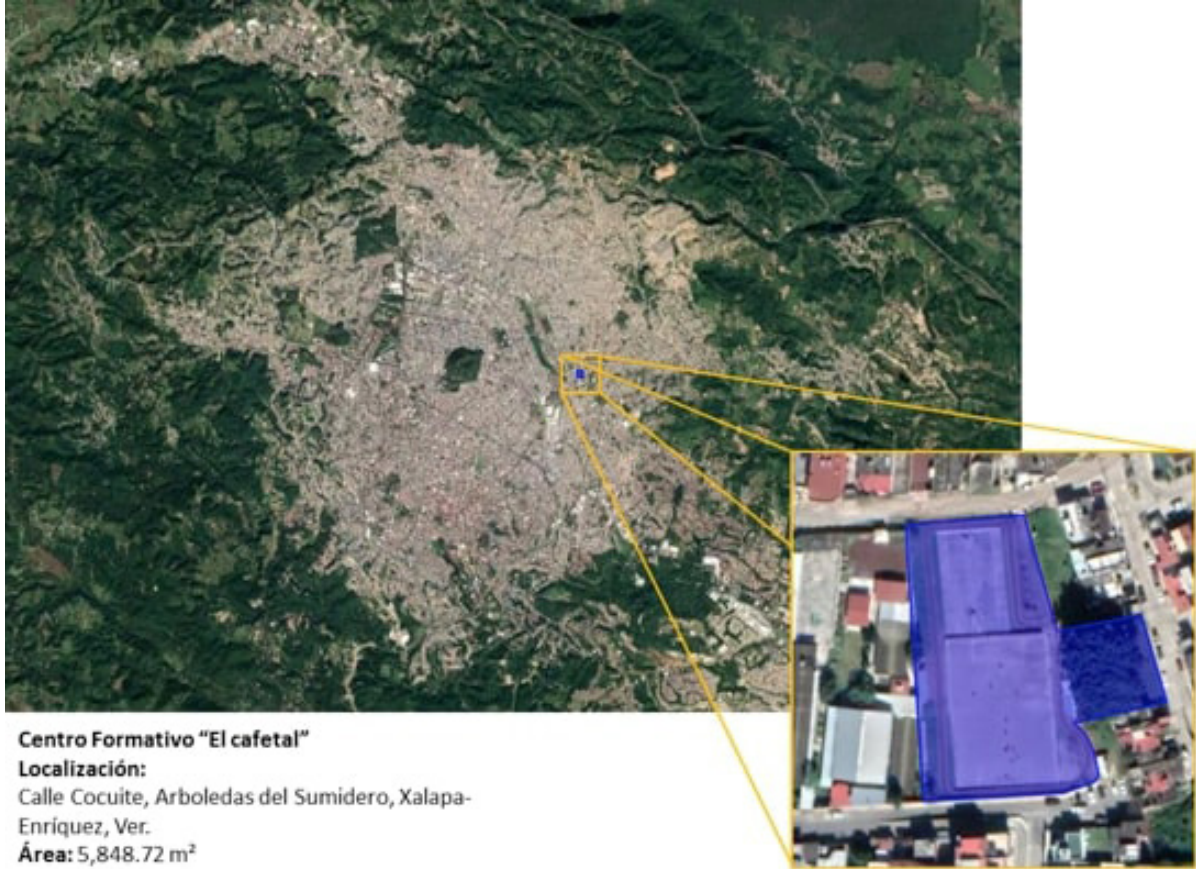 Centro Formativo “El cafetal”
Localización:
Calle Cocuite, Arboledas del Sumidero, Xalapa-
Enríquez, Ver.
Área: 5,848.72 m²